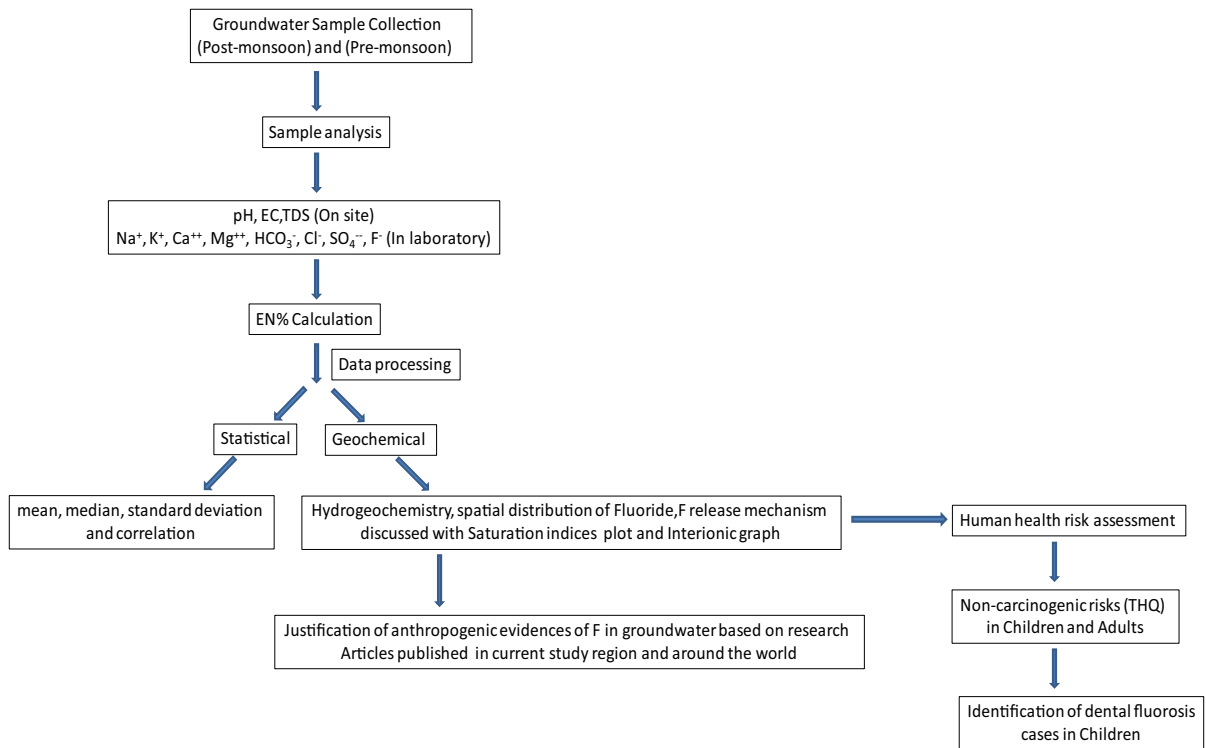 Groundwater Sample Collection
(Post-monsoon) and (Pre-monsoon)
Sample analysis
pH, EC,TDS (On site)
Na⁺, K⁺, Ca⁺⁺, Mg⁺⁺, HCO₃⁻, Cl⁻, SO₄⁻⁻, F⁻ (In laboratory)
EN% Calculation
Data processing
Statistical
Geochemical
mean, median, standard deviation
and correlation
Hydrogeochemistry, spatial distribution of Fluoride,F release mechanism
discussed with Saturation indices plot and Interionic graph
Human health risk assessment
Justification of anthropogenic evidences of F in groundwater based on research
Articles published in current study region and around the world
Non-carcinogenic risks (THQ)
in Children and Adults
Identification of dental fluorosis
cases in Children